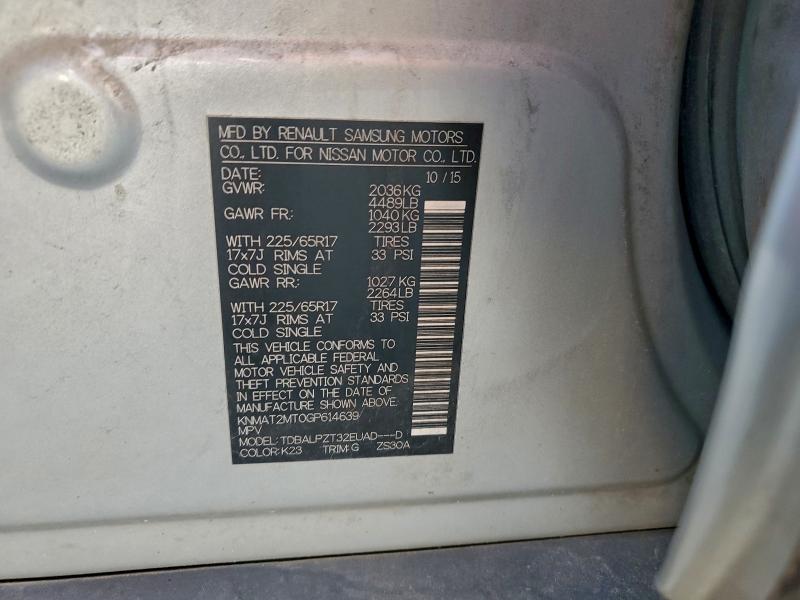 MFD BY RENAULT SAMSUNG MOTORS
CO., LTD. FOR NISSAN MOTOR CO., LTD.
DATE: 10 / 15
GVWR: 2036KG
4489LB
GAWR FR.: 1040 KG
2293LB
WITH 225/65R17 TIRES
17x7J RIMS AT 33 PSI
COLD SINGLE
GAWR RR.: 1027 KG
2264LB
WITH 225/65R17 TIRES
17x7J RIMS AT 33 PSI
COLD SINGLE
THIS VEHICLE CONFORMS TO
ALL APPLICABLE FEDERAL
MOTOR VEHICLE SAFETY AND
THEFT PREVENTION STANDARDS
IN EFFECT ON THE DATE OF
MANUFACTURE SHOWN ABOVE.
KNMAT2MT0GP614639/
MPV
MODEL:TDBALPZT32EUAD---D
COLOR:K23 TRIM:G ZS30A